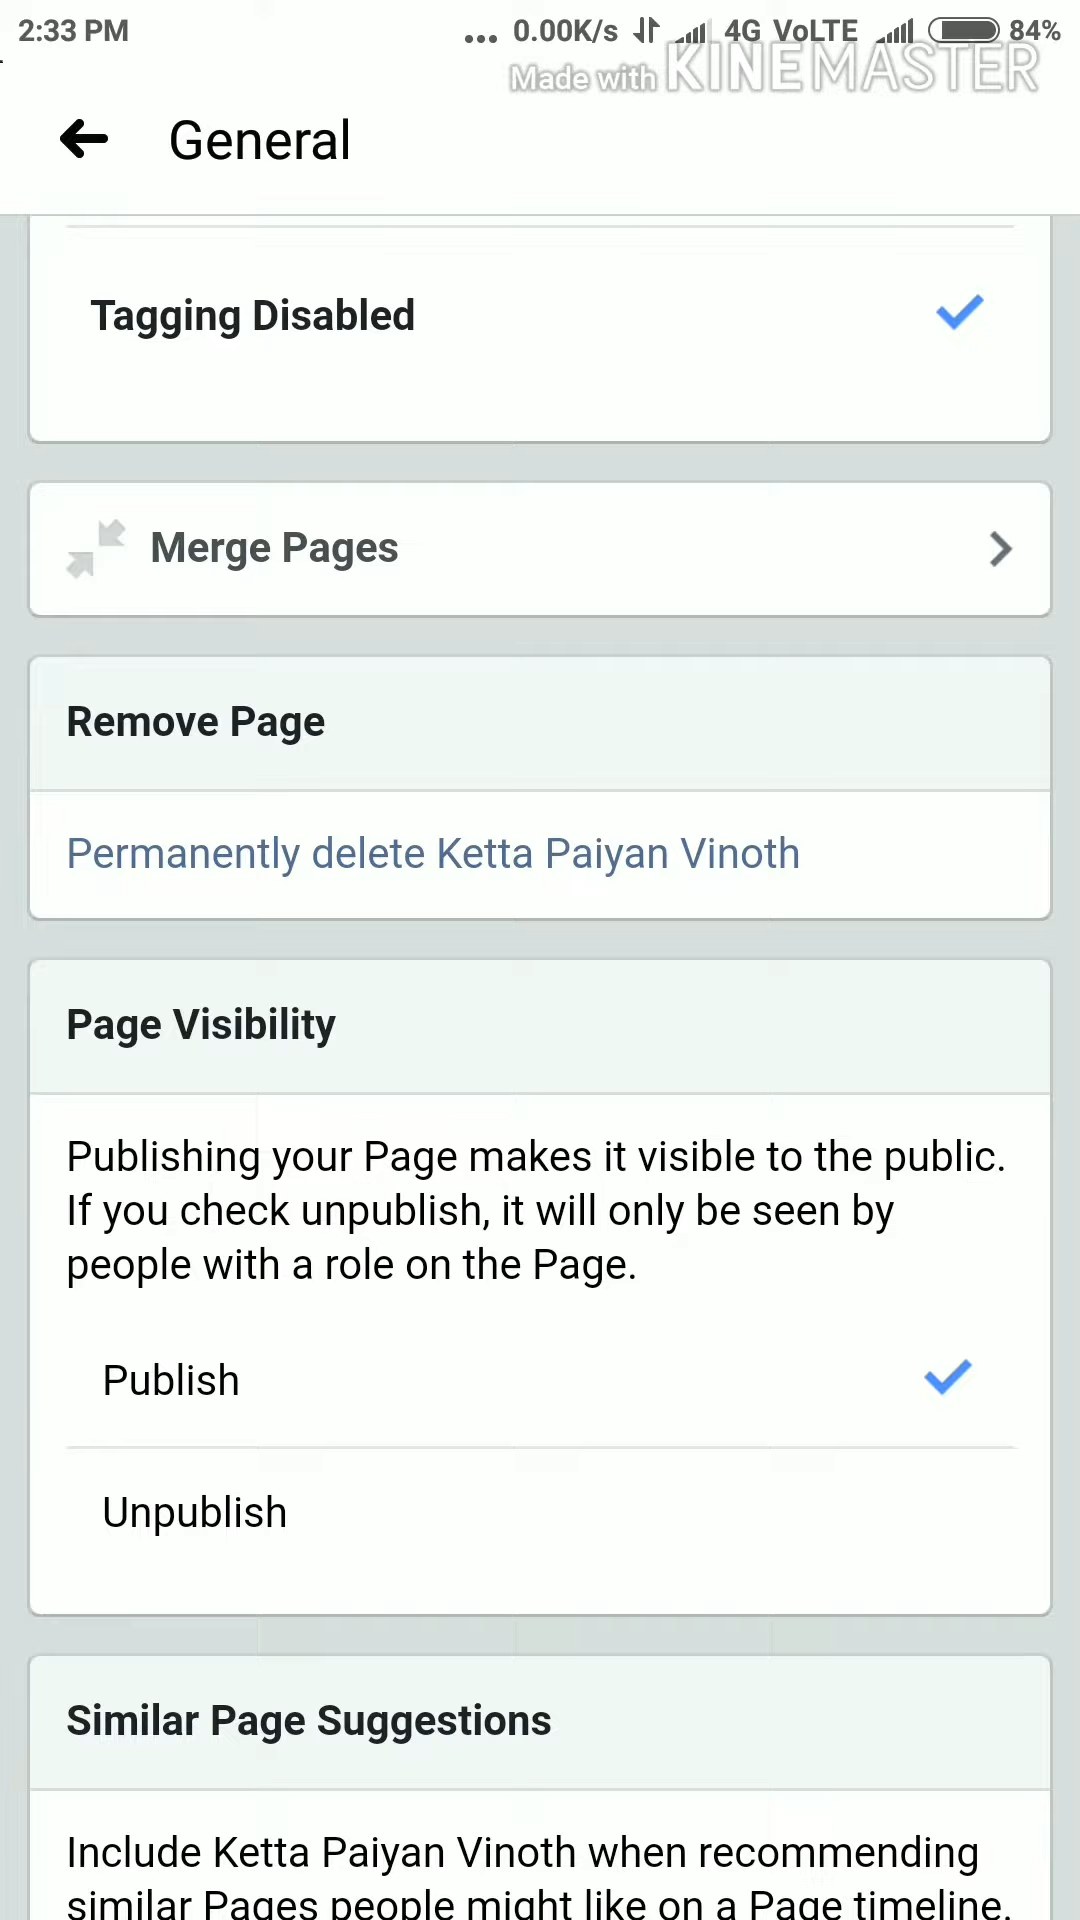 2:33 PM ... 0.00K/s 4G VoLTE 84%
Made with KINEMASTER
General
Tagging Disabled
Merge Pages
Remove Page
Permanently delete Ketta Paiyan Vinoth
Page Visibility
Publishing your Page makes it visible to the public.
If you check unpublish, it will only be seen by
people with a role on the Page.
Publish
Unpublish
Similar Page Suggestions
Include Ketta Paiyan Vinoth when recommending
similar Pages people might like on a Page timeline.